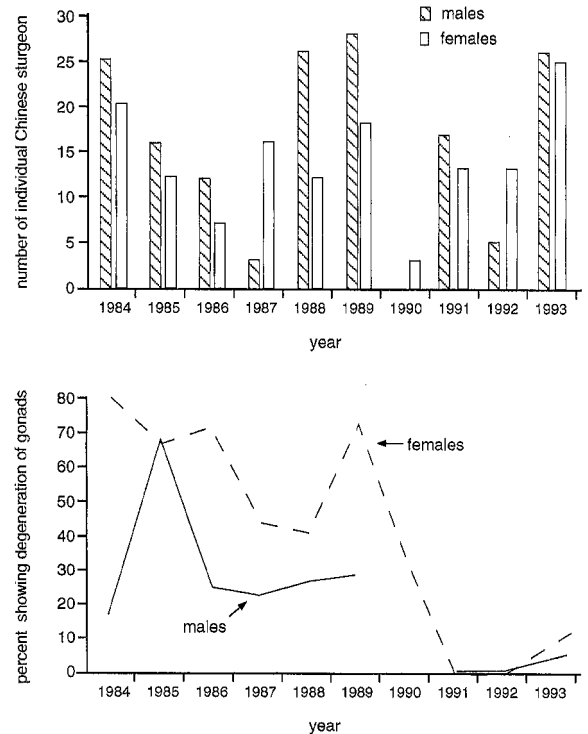 number of individual Chinese sturgeon
30
25
20
15
10
5
0
males
females
1984 1985 1986 1987 1988 1989 1990 1991 1992 1993
year
percent showing degeneration of gonads
80
70
60
50
40
30
20
10
0
females
males
1984 1985 1986 1987 1988 1989 1990 1991 1992 1993
year